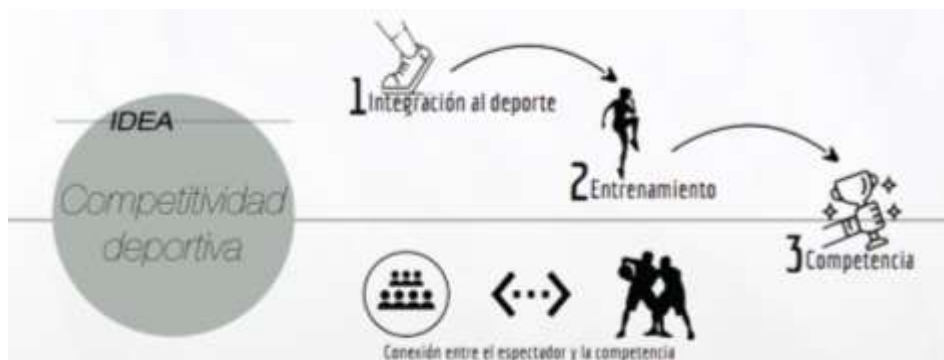 IDEA
Competitividad
deportiva
1 Integración al deporte
2 Entrenamiento
3 Competencia
Conexión entre el espectador y la competencia